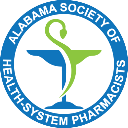 ALABAMA SOCIETY OF
HEALTH-SYSTEM PHARMACISTS